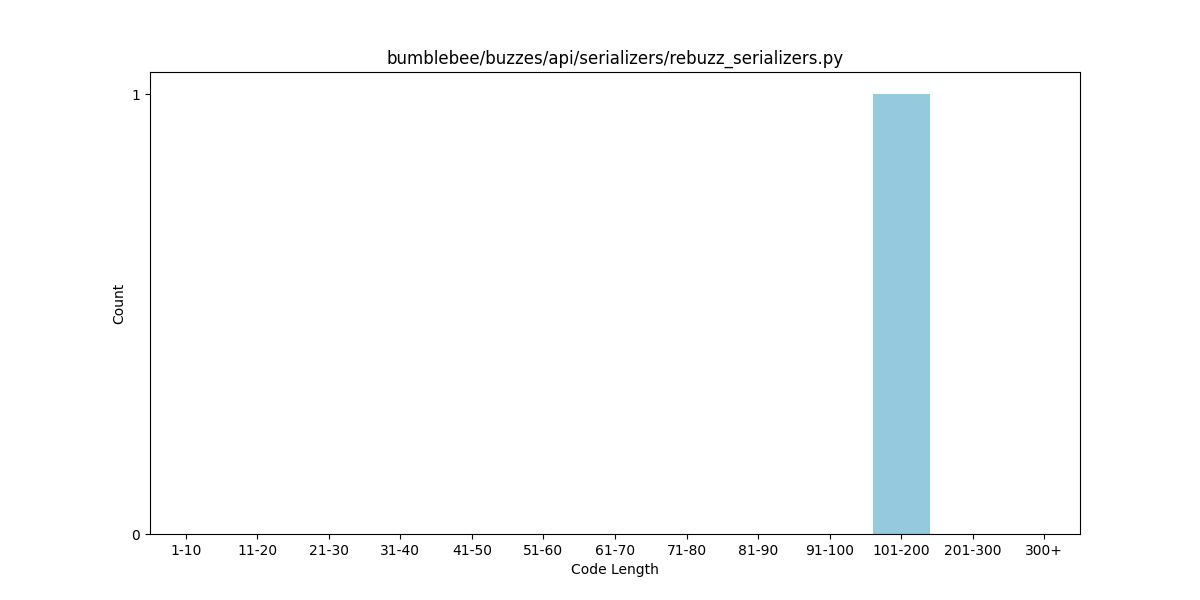 bumblebee/buzzes/api/serializers/rebuzz_serializers.py
1
Count
0
1-10 11-20 21-30 31-40 41-50 51-60 61-70 71-80 81-90 91-100 101-200 201-300 300+
Code Length